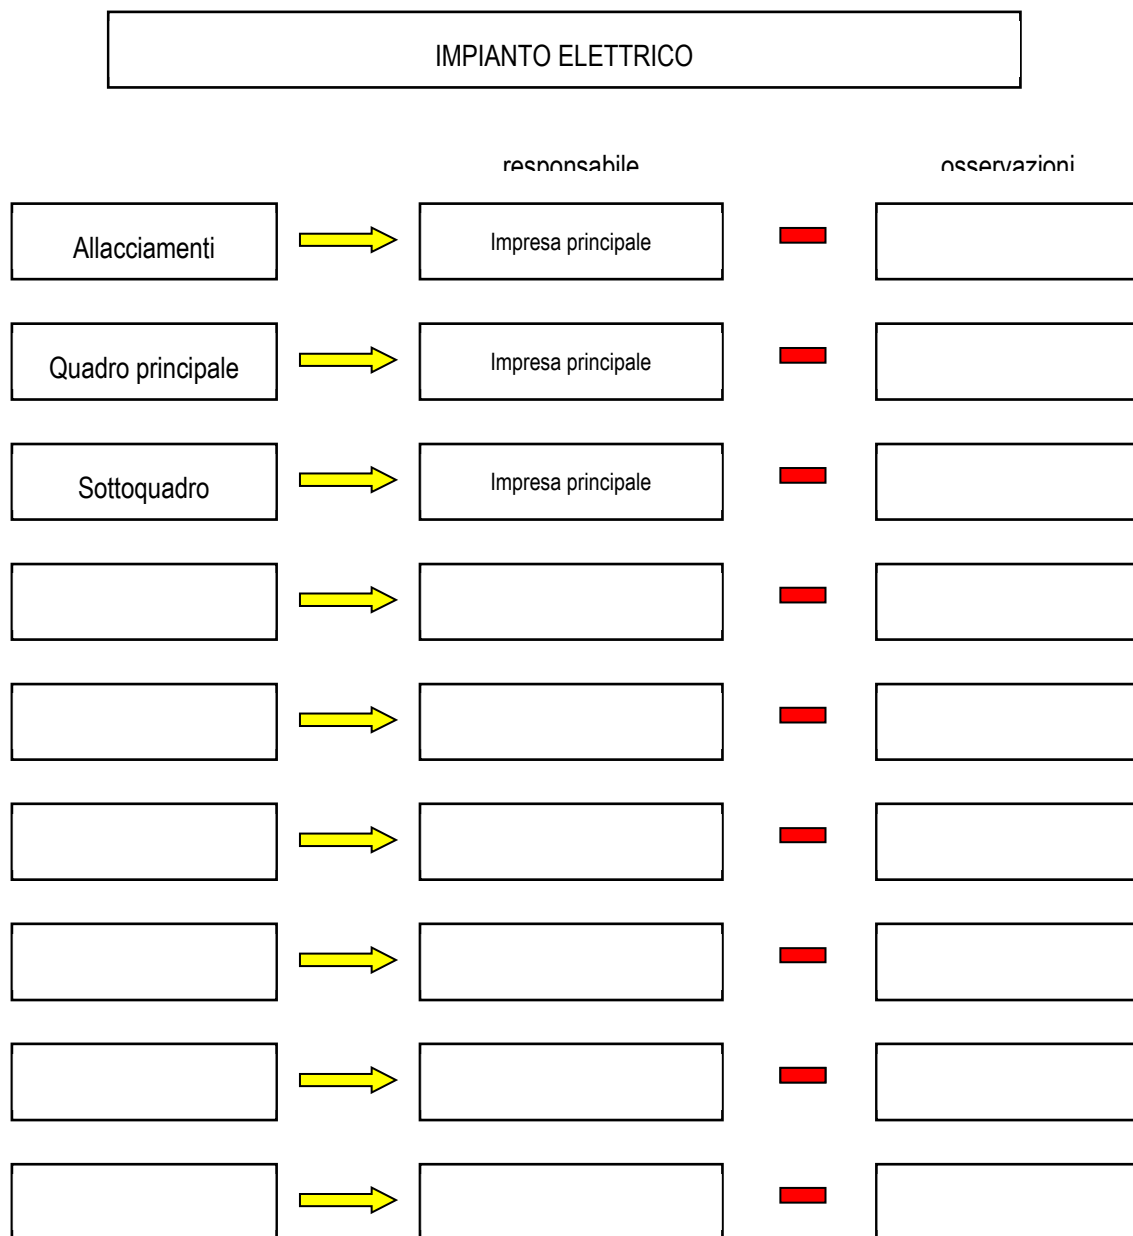 IMPIANTO ELETTRICO
responsabile osservazioni
Allacciamenti Impresa principale
Quadro principale Impresa principale
Sottoquadro Impresa principale